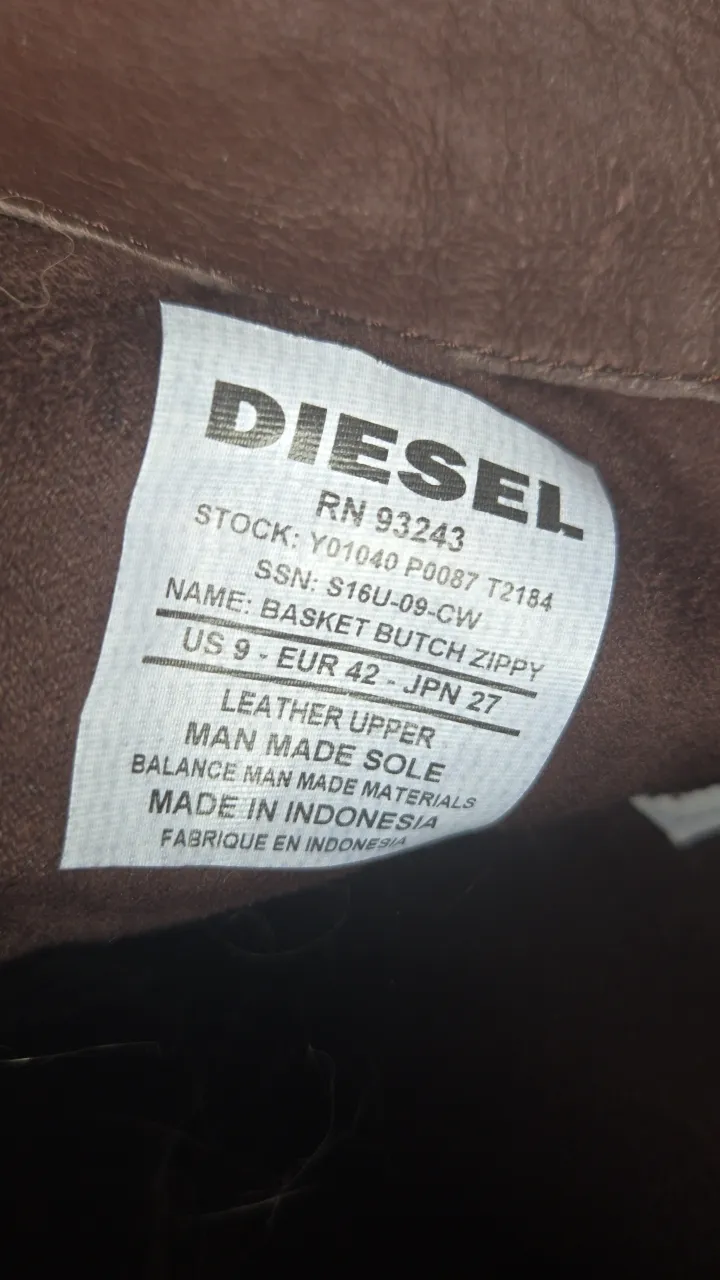 DIESEL
RN 93243
STOCK: Y01040 P0087 T2184
SSN: S16U-09-CW
NAME: BASKET BUTCH ZIPPY
US 9 - EUR 42 - JPN 27
LEATHER UPPER
MAN MADE SOLE
BALANCE MAN MADE MATERIALS
MADE IN INDONESIA
FABRIQUE EN INDONESIA